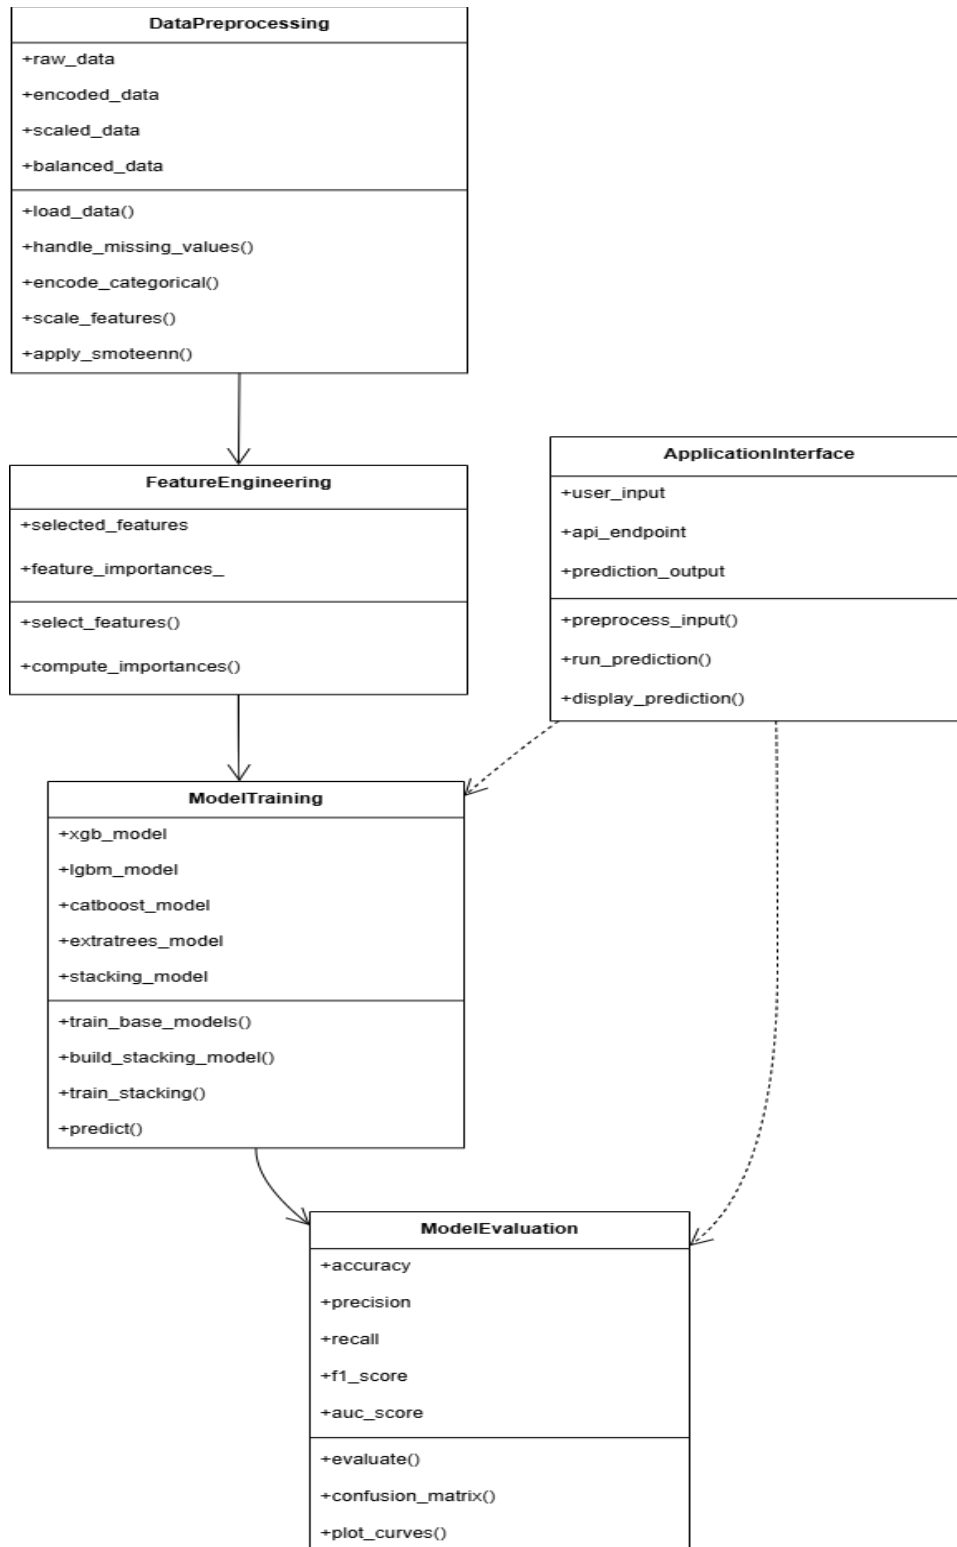 DataPreprocessing
+raw_data
+encoded_data
+scaled_data
+balanced_data
+load_data()
+handle_missing_values()
+encode_categorical()
+scale_features()
+apply_smoteenn()
FeatureEngineering
+selected_features
+feature_importances_
+select_features()
+compute_importances()
ApplicationInterface
+user_input
+api_endpoint
+prediction_output
+preprocess_input()
+run_prediction()
+display_prediction()
ModelTraining
+xgb_model
+lgbm_model
+catboost_model
+extratrees_model
+stacking_model
+train_base_models()
+build_stacking_model()
+train_stacking()
+predict()
ModelEvaluation
+accuracy
+precision
+recall
+f1_score
+auc_score
+evaluate()
+confusion_matrix()
+plot_curves()